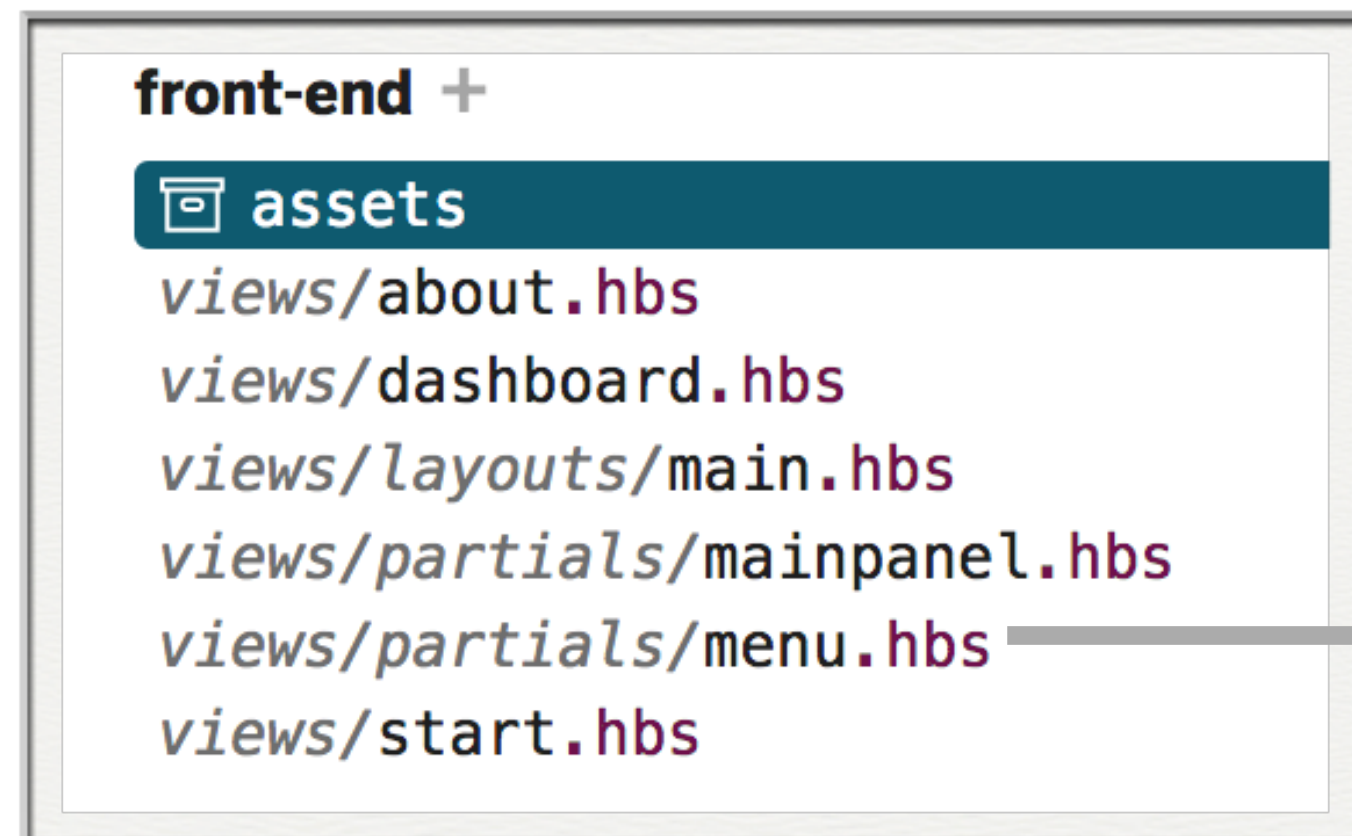 front-end +
assets
views/about.hbs
views/dashboard.hbs
views/layouts/main.hbs
views/partials/mainpanel.hbs
views/partials/menu.hbs
views/start.hbs